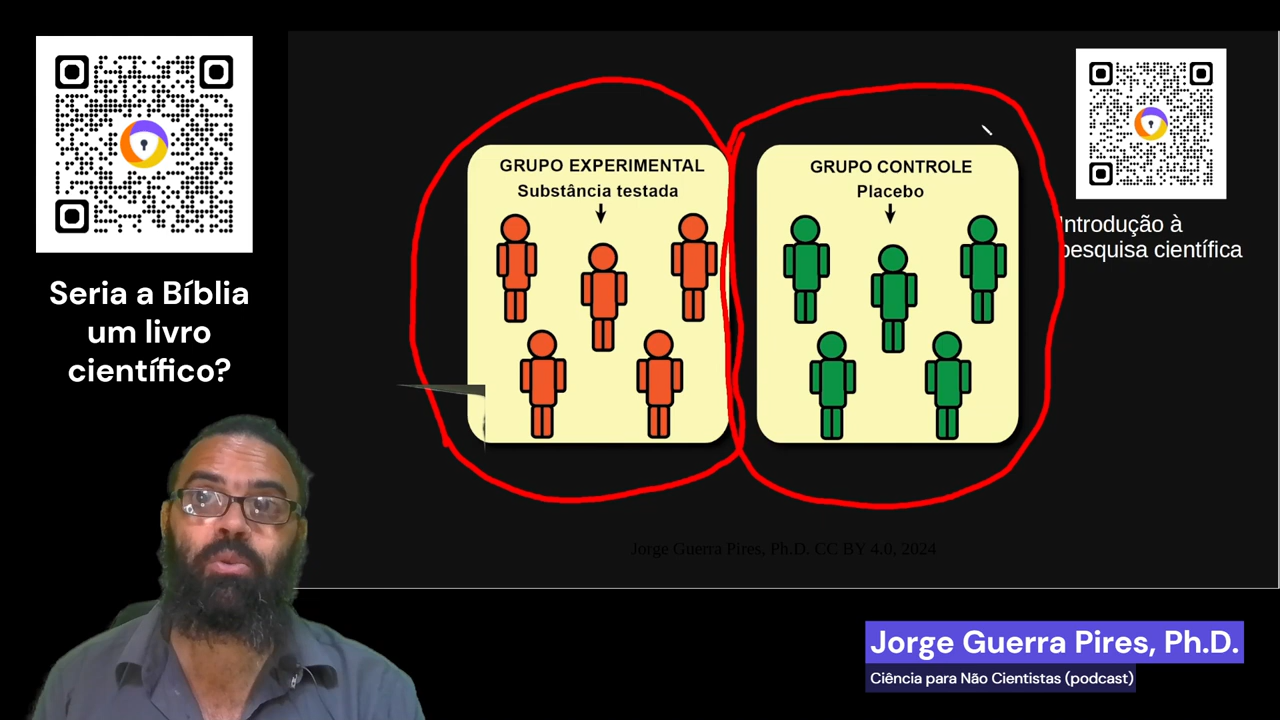 Seria a Bíblia
um livro
científico?
GRUPO EXPERIMENTAL
Substância testada
GRUPO CONTROLE
Placebo
Introdução à
pesquisa científica
Jorge Guerra Pires, Ph.D. CC BY 4.0, 2024
Jorge Guerra Pires, Ph.D.
Ciência para Não Cientistas (podcast)